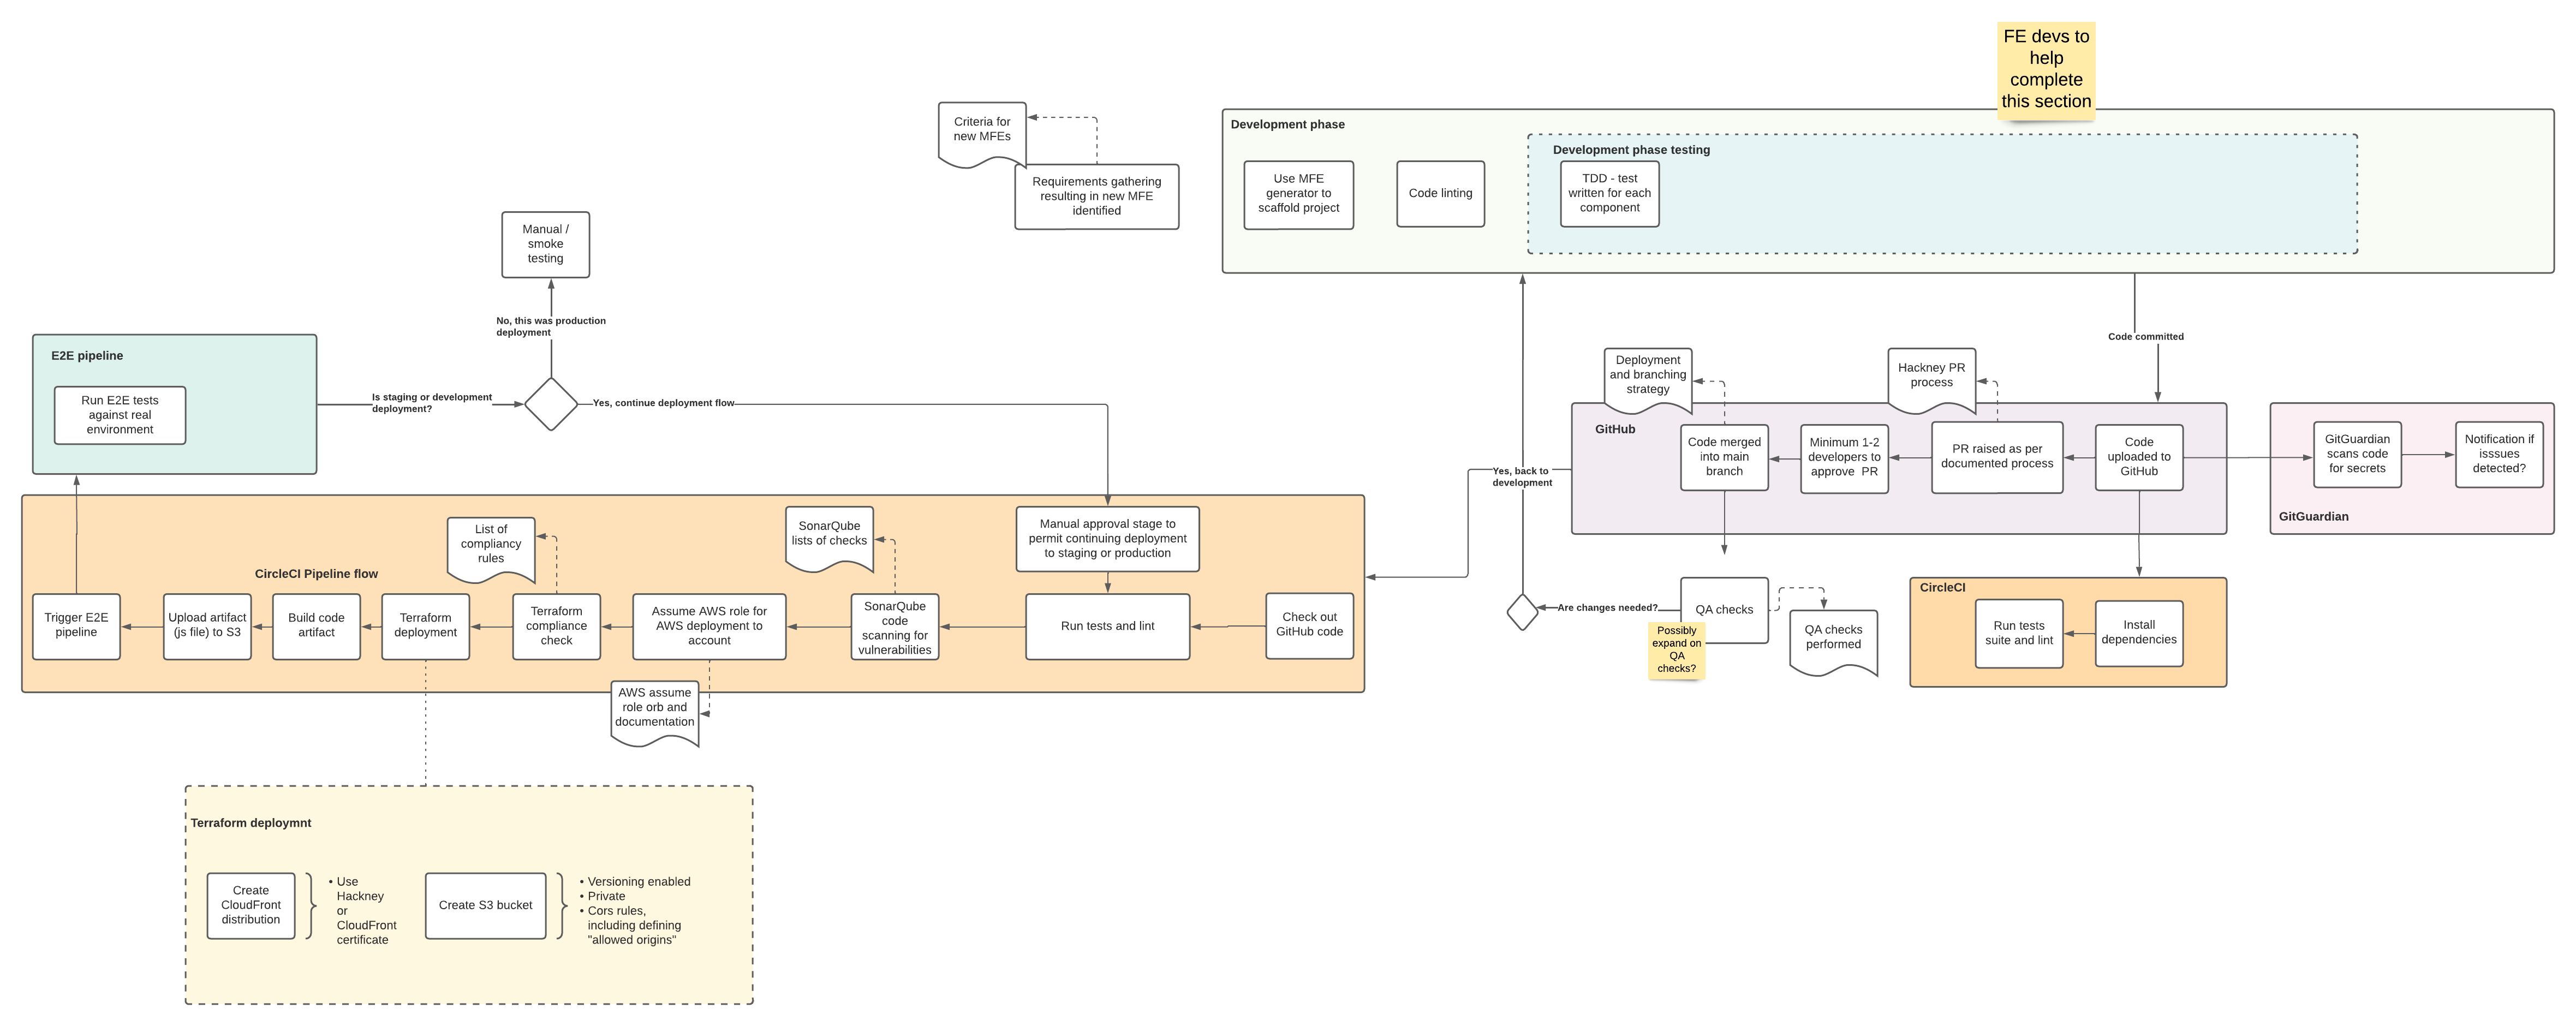 FE devs to
help
complete
this section
Criteria for
new MFEs
Requirements gathering
resulting in new MFE
identified
Development phase
Use MFE
generator to
scaffold project
Code linting
Development phase testing
TDD - test
written for each
component
Manual /
smoke
testing
No, this was production
deployment
E2E pipeline
Run E2E tests
against real
environment
Is staging or development
deployment?
Yes, continue deployment flow
Code committed
Deployment
and branching
strategy
Hackney PR
process
GitHub
Code merged
into main
branch
Minimum 1-2
developers to
approve PR
PR raised as per
documented process
Code
uploaded to
GitHub
GitGuardian
scans code
for secrets
Notification if
isssues
detected?
GitGuardian
Yes, back to
development
CircleCI Pipeline flow
List of
compliancy
rules
SonarQube
lists of checks
Manual approval stage to
permit continuing deployment
to staging or production
Trigger E2E
pipeline
Upload artifact
(js file) to S3
Build code
artifact
Terraform
deployment
Terraform
compliance
check
Assume AWS role for
AWS deployment to
account
SonarQube
code
scanning for
vulnerabilities
Run tests and lint
Check out
GitHub code
AWS assume
role orb and
documentation
Are changes needed?
QA checks
Possibly
expand on
QA
checks?
QA checks
performed
CircleCI
Run tests
suite and lint
Install
dependencies
Terraform deploymnt
Create
CloudFront
distribution
• Use
Hackney
or
CloudFront
certificate
Create S3 bucket
• Versioning enabled
• Private
• Cors rules,
including defining
"allowed origins"